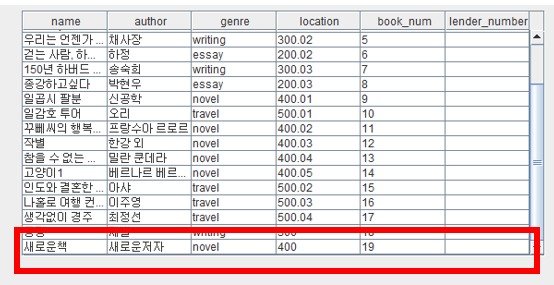 name author genre location book_num lender_number
우리는 언젠가 ... 채사장 writing 300.02 5
걷는 사람, 하... 하정 essay 200.02 6
150년 하버드 ... 송숙희 writing 300.03 7
종강하고싶다 박현우 essay 200.03 8
일곱시 팔분 신공학 novel 400.01 9
일감호 투어 오리 travel 500.01 10
꾸뻬씨의 행복... 프랑수아 르로르 novel 400.02 11
작별 한강 외 novel 400.03 12
참을 수 없는 ... 밀란 쿤데라 novel 400.04 13
고양이1 베르나르 베르... novel 400.05 14
인도와 결혼한 ... 아샤 travel 500.02 15
나홀로 여행 컨... 이주영 travel 500.03 16
생각없이 경주 최정선 travel 500.04 17
writing
새로운책 새로운저자 novel 400 19